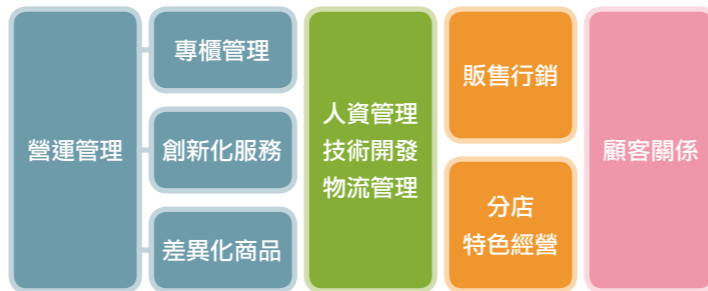 營運管理
專櫃管理
創新化服務
差異化商品
人資管理
技術開發
物流管理
販售行銷
分店
特色經營
顧客關係